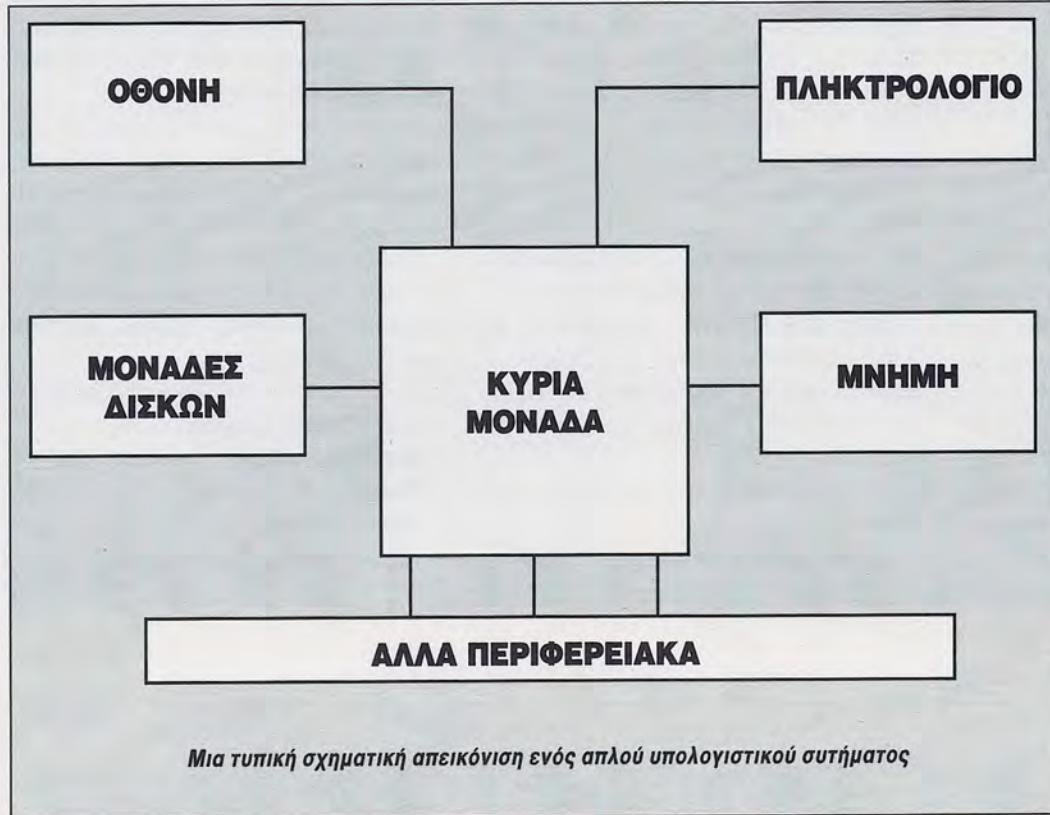 ΟΘΟΝΗ
ΠΛΗΚΤΡΟΛΟΓΙΟ
ΜΟΝΑΔΕΣ
ΔΙΣΚΩΝ
ΚΥΡΙΑ
ΜΟΝΑΔΑ
ΜΝΗΜΗ
ΑΛΛΑ ΠΕΡΙΦΕΡΕΙΑΚΑ
Μια τυπική σχηματική απεικόνιση ενός απλού υπολογιστικού συτήματος